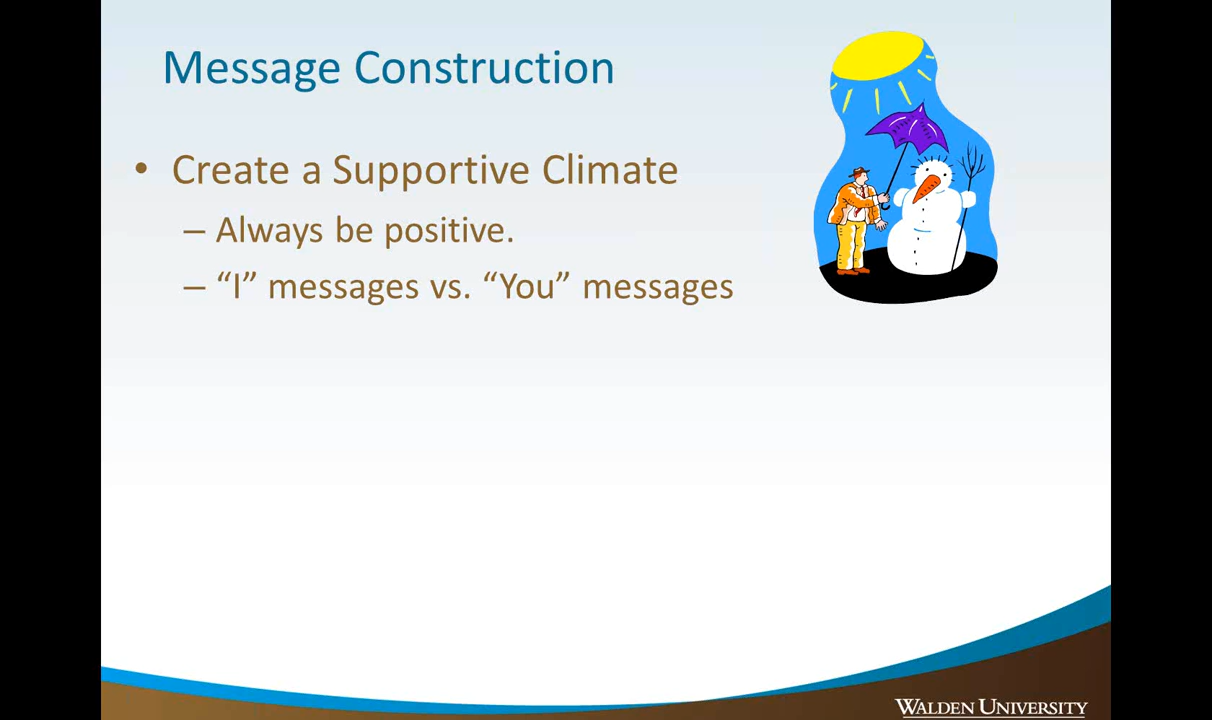 Message Construction
• Create a Supportive Climate
– Always be positive.
– “I” messages vs. “You” messages
WALDEN UNIVERSITY